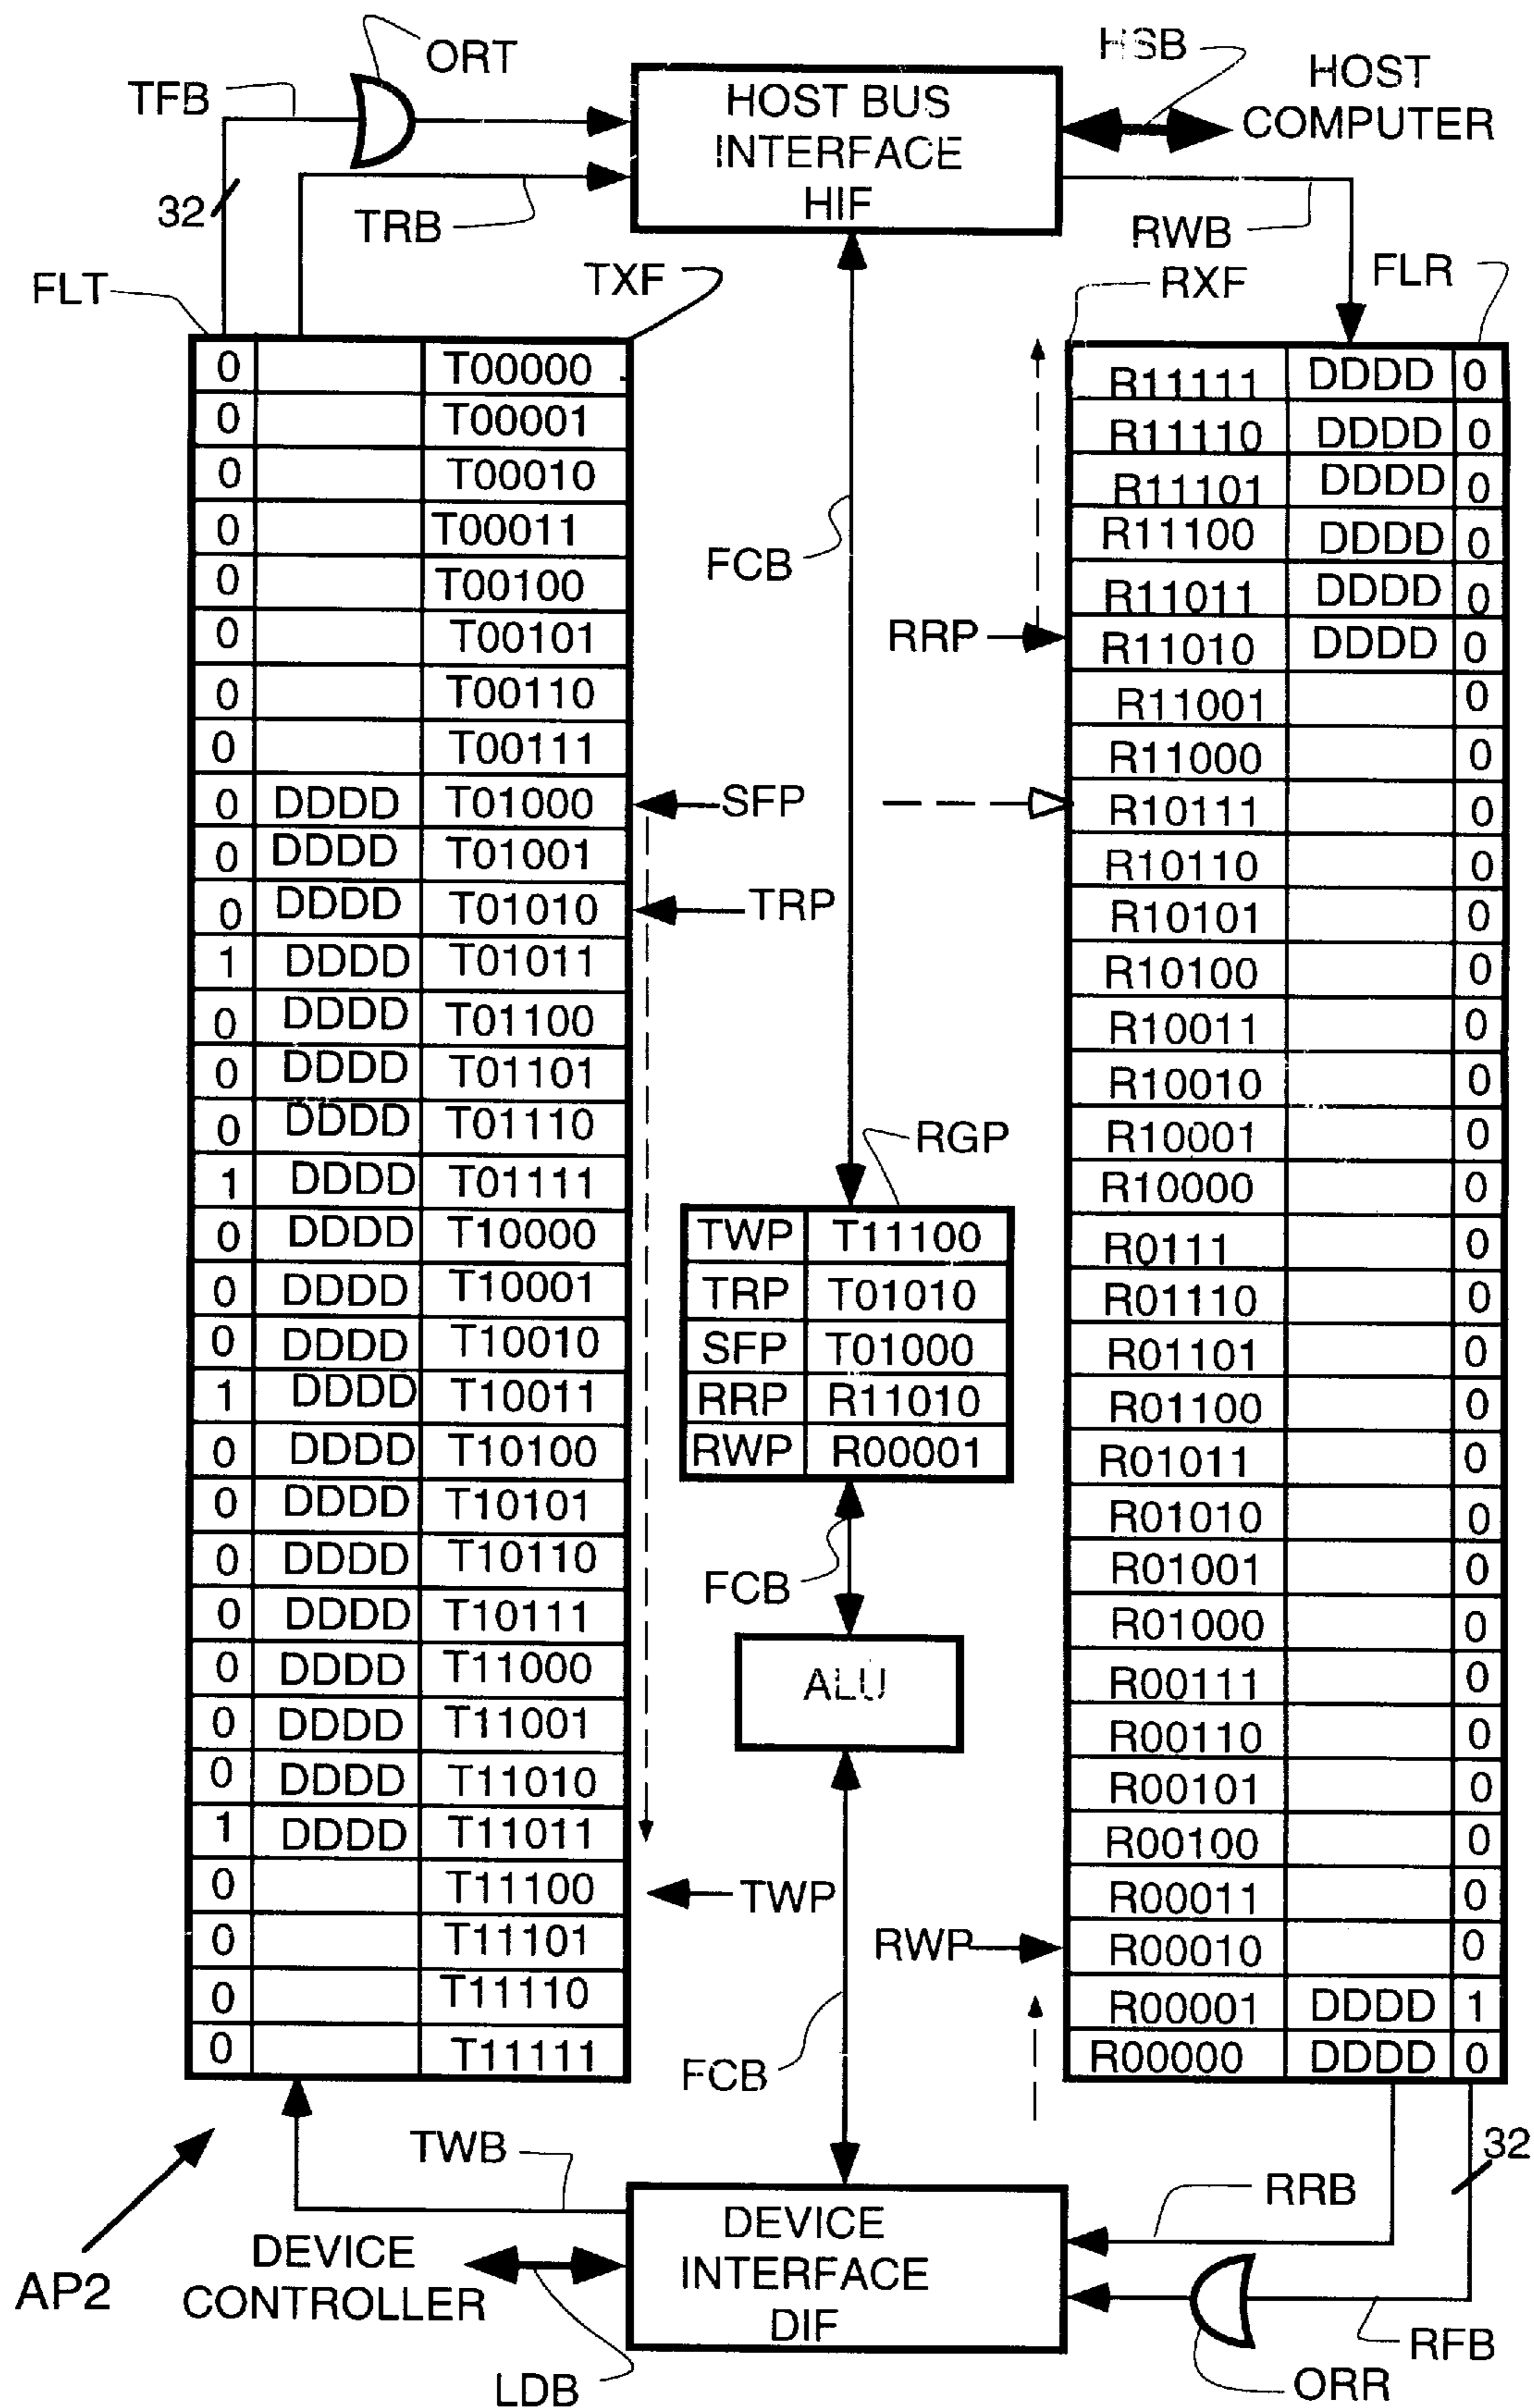 ORT
TFB
32
TRB
HOST BUS
INTERFACE
HIF
HSB
HOST
COMPUTER
RWB
FLT
TXF
RXF
FLR
0 T00000
0 T00001
0 T00010
0 T00011
0 T00100
0 T00101
0 T00110
0 T00111
0 DDDD T01000
0 DDDD T01001
0 DDDD T01010
1 DDDD T01011
0 DDDD T01100
0 DDDD T01101
0 DDDD T01110
1 DDDD T01111
0 DDDD T10000
0 DDDD T10001
0 DDDD T10010
1 DDDD T10011
0 DDDD T10100
0 DDDD T10101
0 DDDD T10110
0 DDDD T10111
0 DDDD T11000
0 DDDD T11001
0 DDDD T11010
1 DDDD T11011
0 T11100
0 T11101
0 T11110
0 T11111
SFP
TRP
TWP
FCB
RGP
TWP T11100
TRP T01010
SFP T01000
RRP R11010
RWP R00001
FCB
ALU
FCB
RRP
RWP
R11111 DDDD 0
R11110 DDDD 0
R11101 DDDD 0
R11100 DDDD 0
R11011 DDDD 0
R11010 DDDD 0
R11001 0
R11000 0
R10111 0
R10110 0
R10101 0
R10100 0
R10011 0
R10010 0
R10001 0
R10000 0
R0111 0
R01110 0
R01101 0
R01100 0
R01011 0
R01010 0
R01001 0
R01000 0
R00111 0
R00110 0
R00101 0
R00100 0
R00011 0
R00010 0
R00001 DDDD 1
R00000 DDDD 0
TWB
32
RRB
AP2
DEVICE
CONTROLLER
DEVICE
INTERFACE
DIF
LDB
RFB
ORR